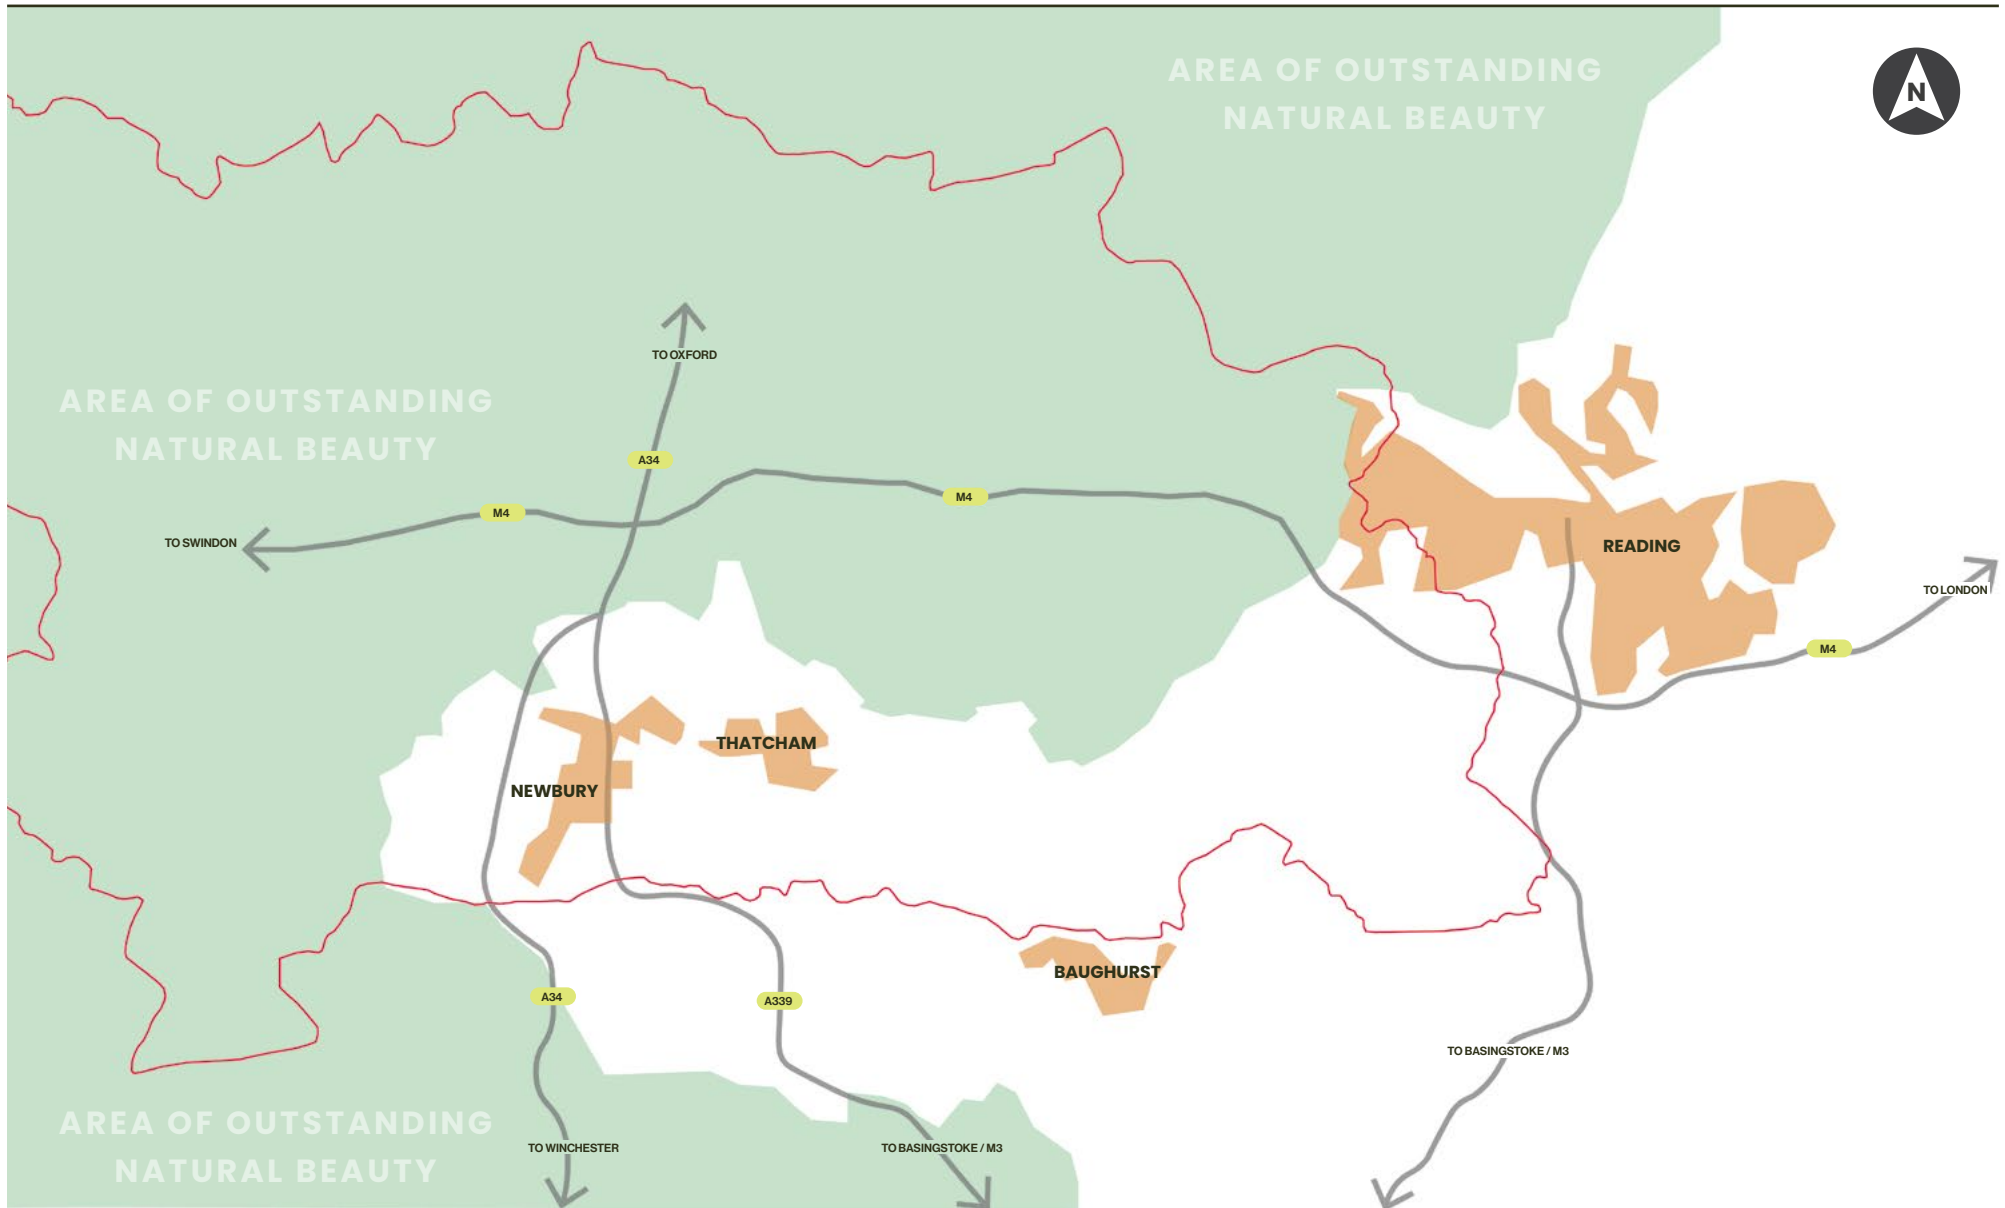 AREA OF OUTSTANDING
NATURAL BEAUTY
N
TO OXFORD
AREA OF OUTSTANDING
NATURAL BEAUTY
A34
M4
M4
TO SWINDON
READING
TO LONDON
M4
THATCHAM
NEWBURY
BAUGHURST
A34
A339
TO BASINGSTOKE / M3
AREA OF OUTSTANDING
NATURAL BEAUTY
TO WINCHESTER
TO BASINGSTOKE / M3